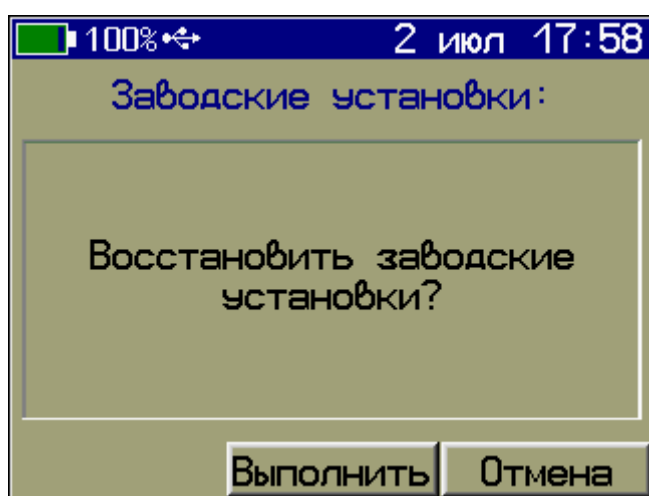 100% 2 июл 17:58
Заводские установки:
Восстановить заводские
установки?
Выполнить Отмена